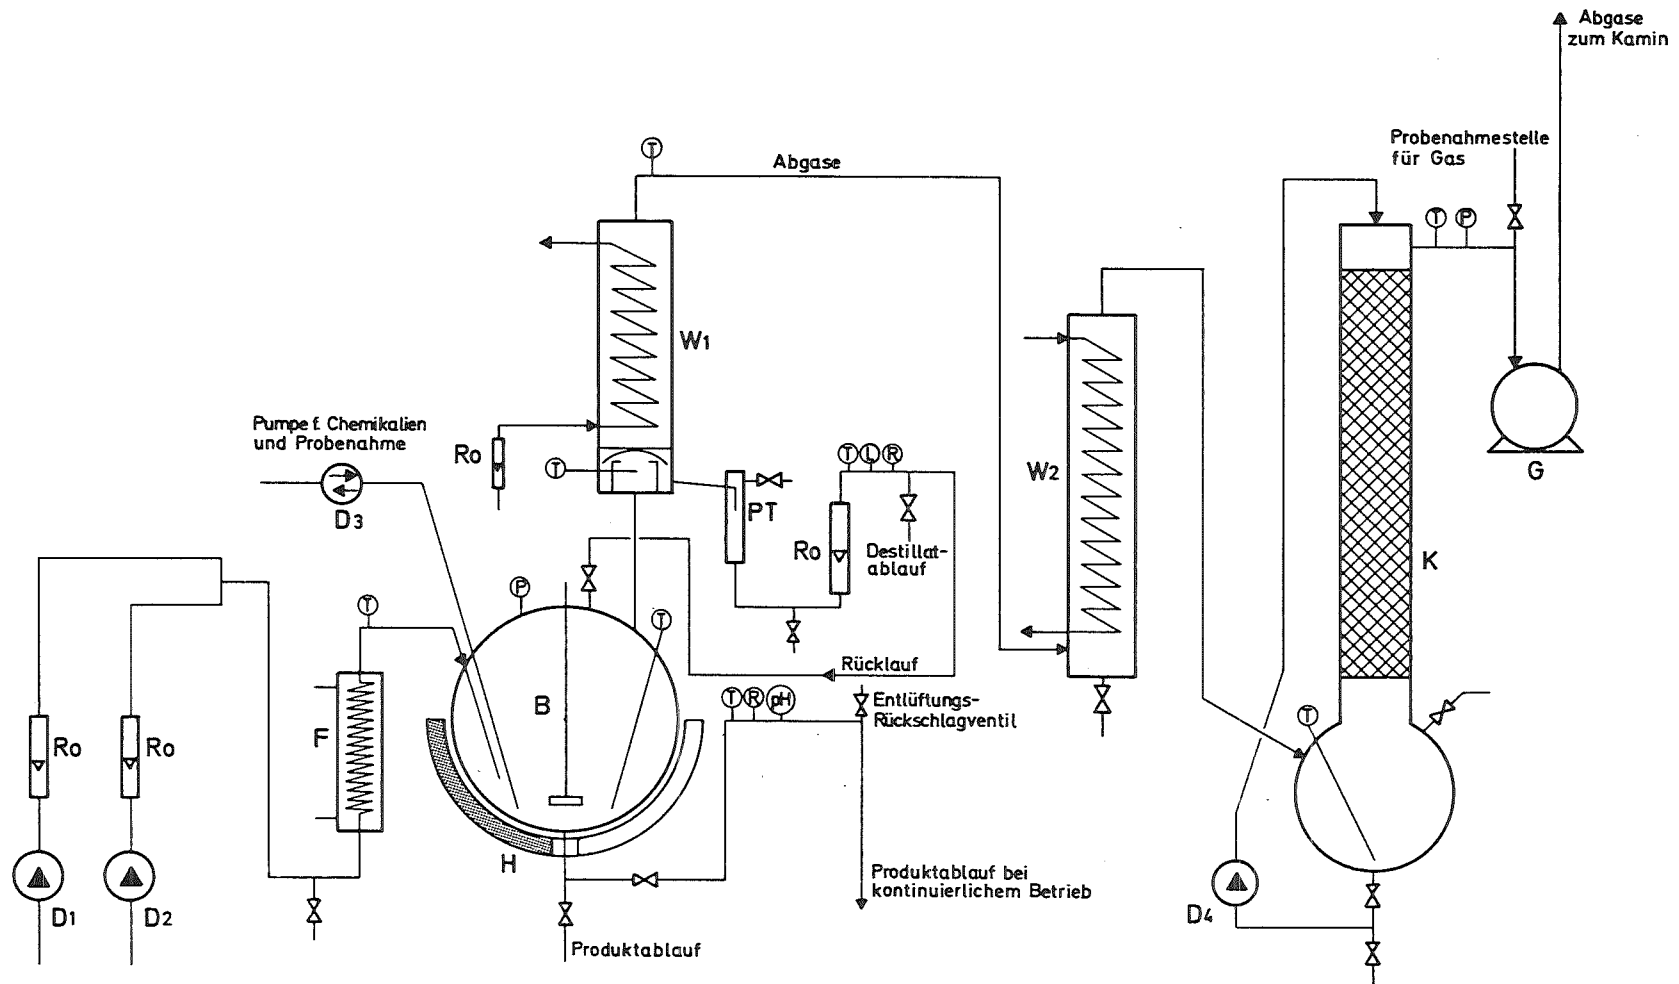 Abgase
zum Kamin
Probenahmestelle
für Gas
T
Abgase
T P
W1
Pumpe f. Chemikalien
und Probenahme
Ro
T
T L R
W2
G
D3
PT
Ro
Destillat-
ablauf
K
P
T
T
Rücklauf
B
T R pH
Entlüftungs-
Rückschlagventil
T
Ro
Ro
F
H
Produktablauf bei
kontinuierlichem Betrieb
D1
D2
D4
Produktablauf